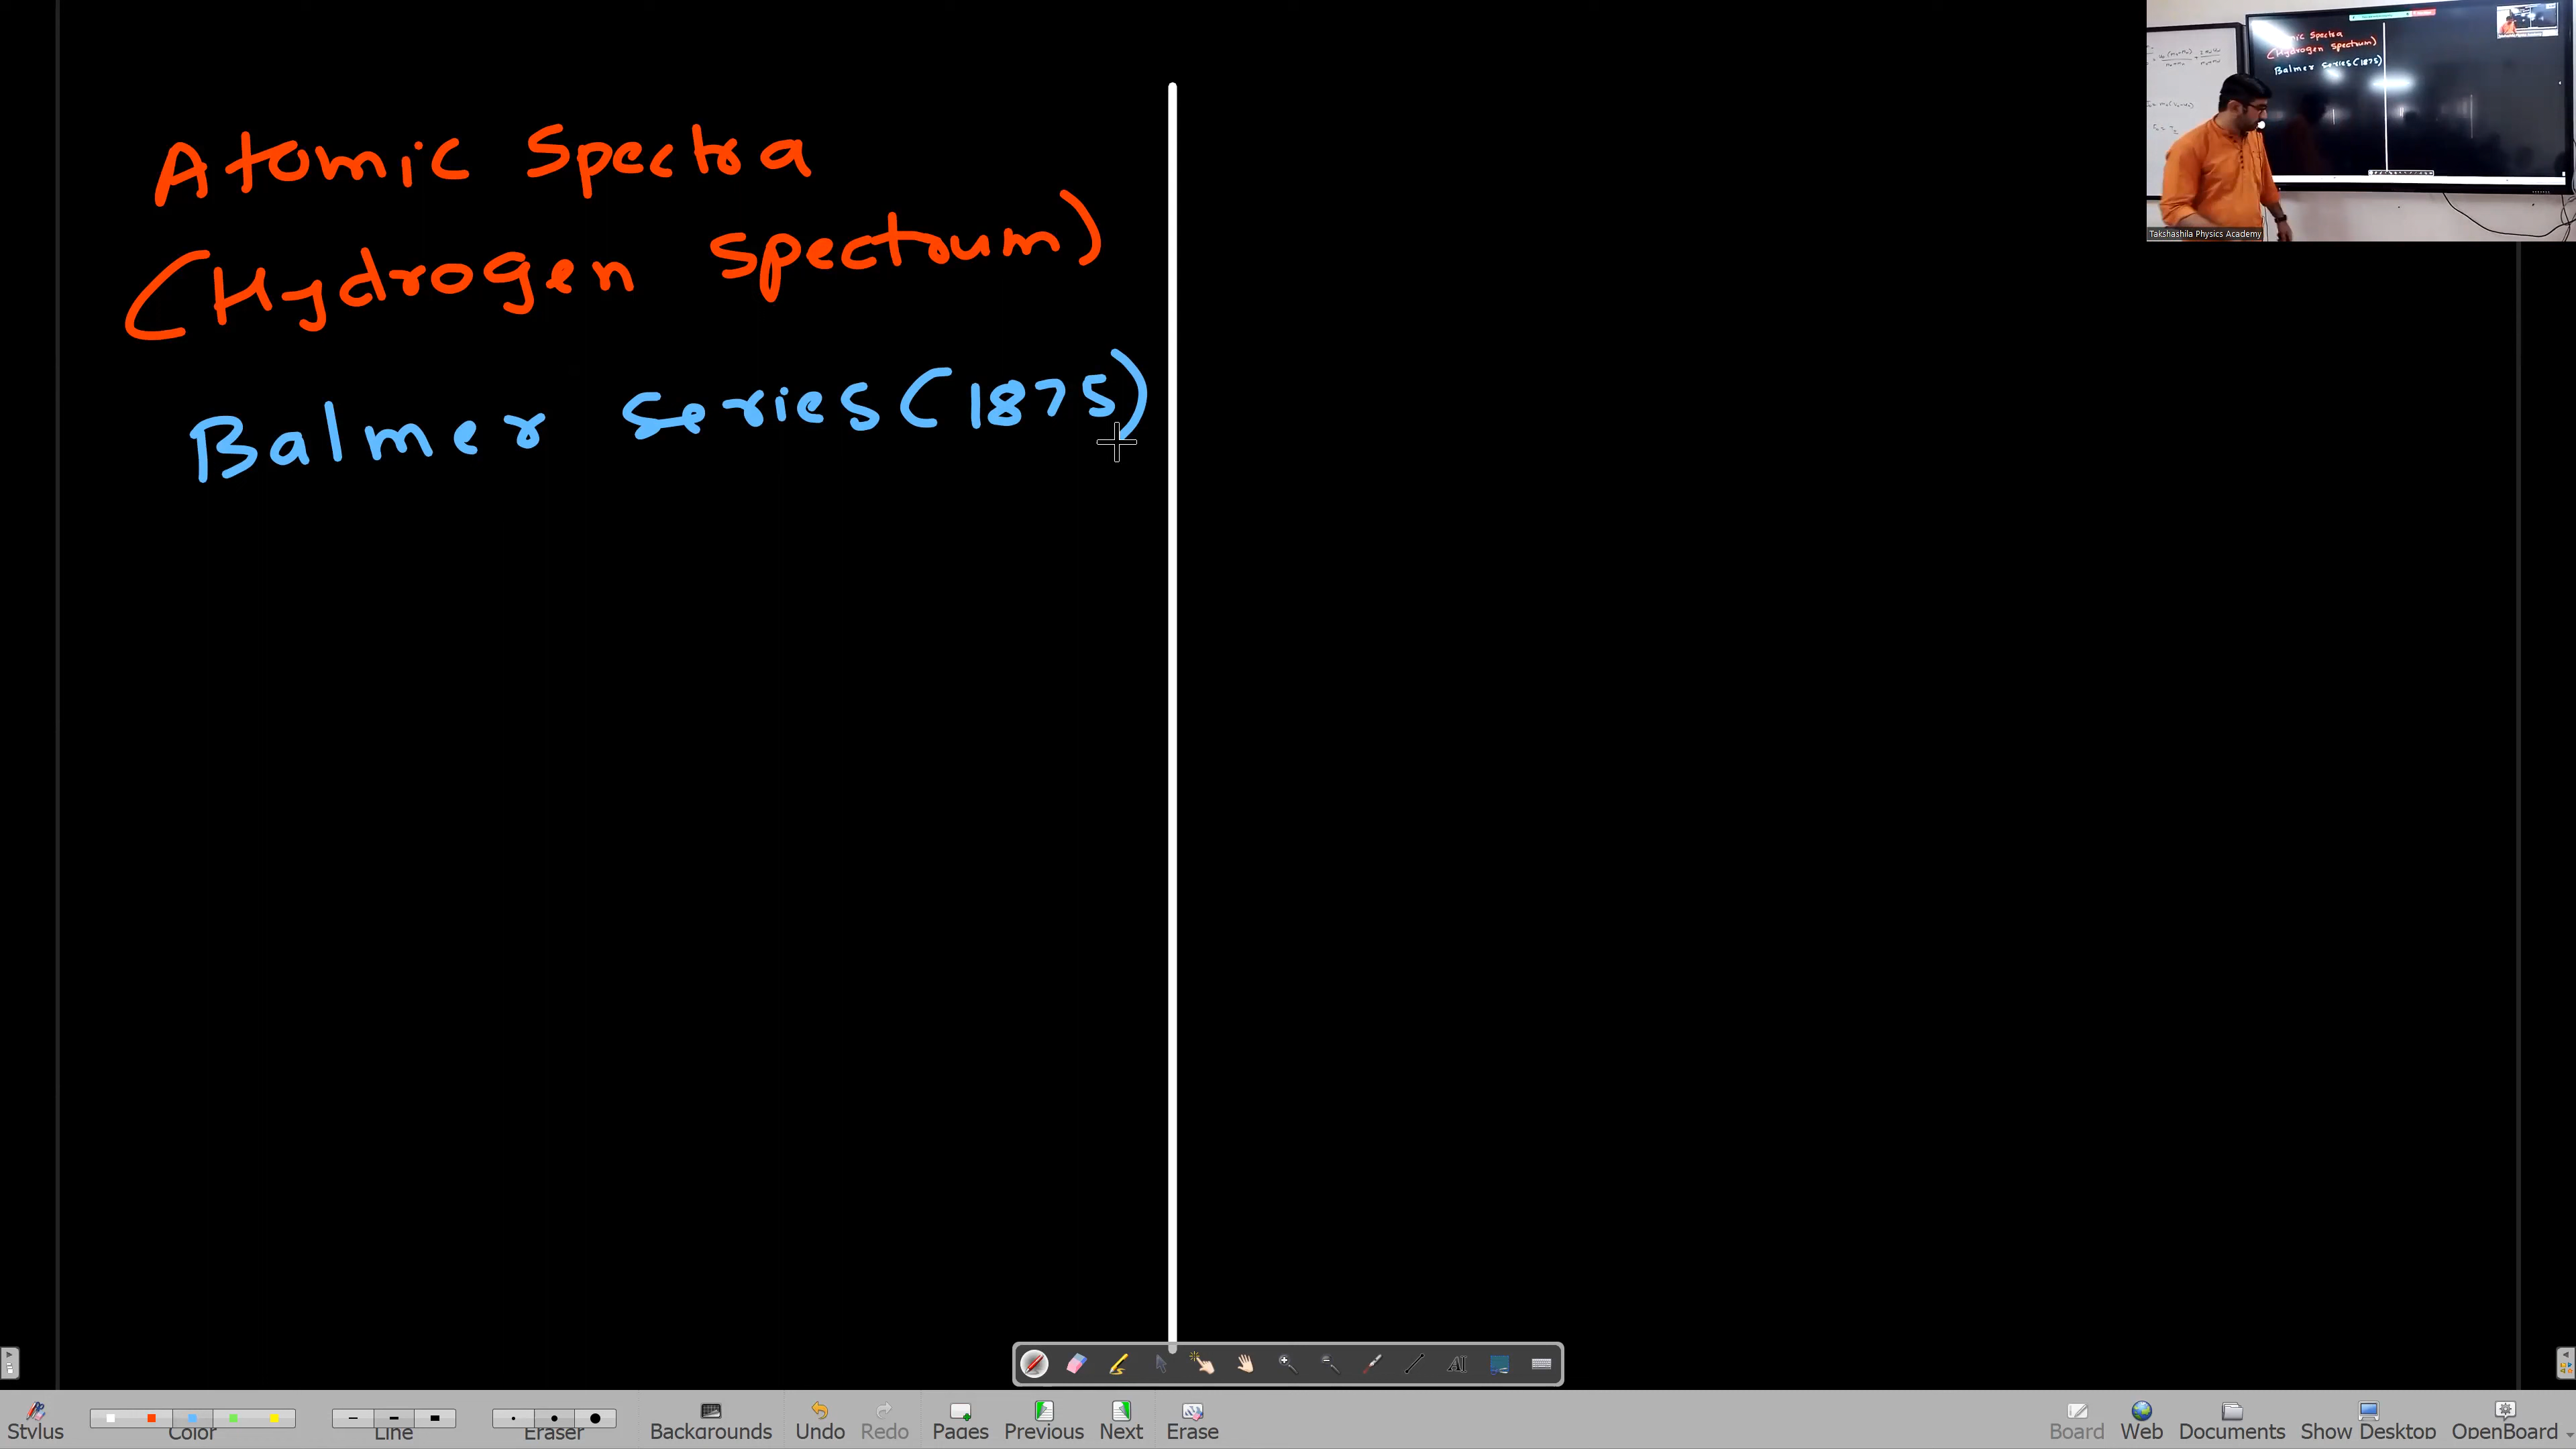 Atomic Spectra
(Hydrogen Spectrum)
Balmer Series (1875)
Takshashila Physics Academy
Stylus
Color
Line
Eraser
Backgrounds
Undo
Redo
Pages
Previous
Next
Erase
Board
Web
Documents
Show Desktop
OpenBoard